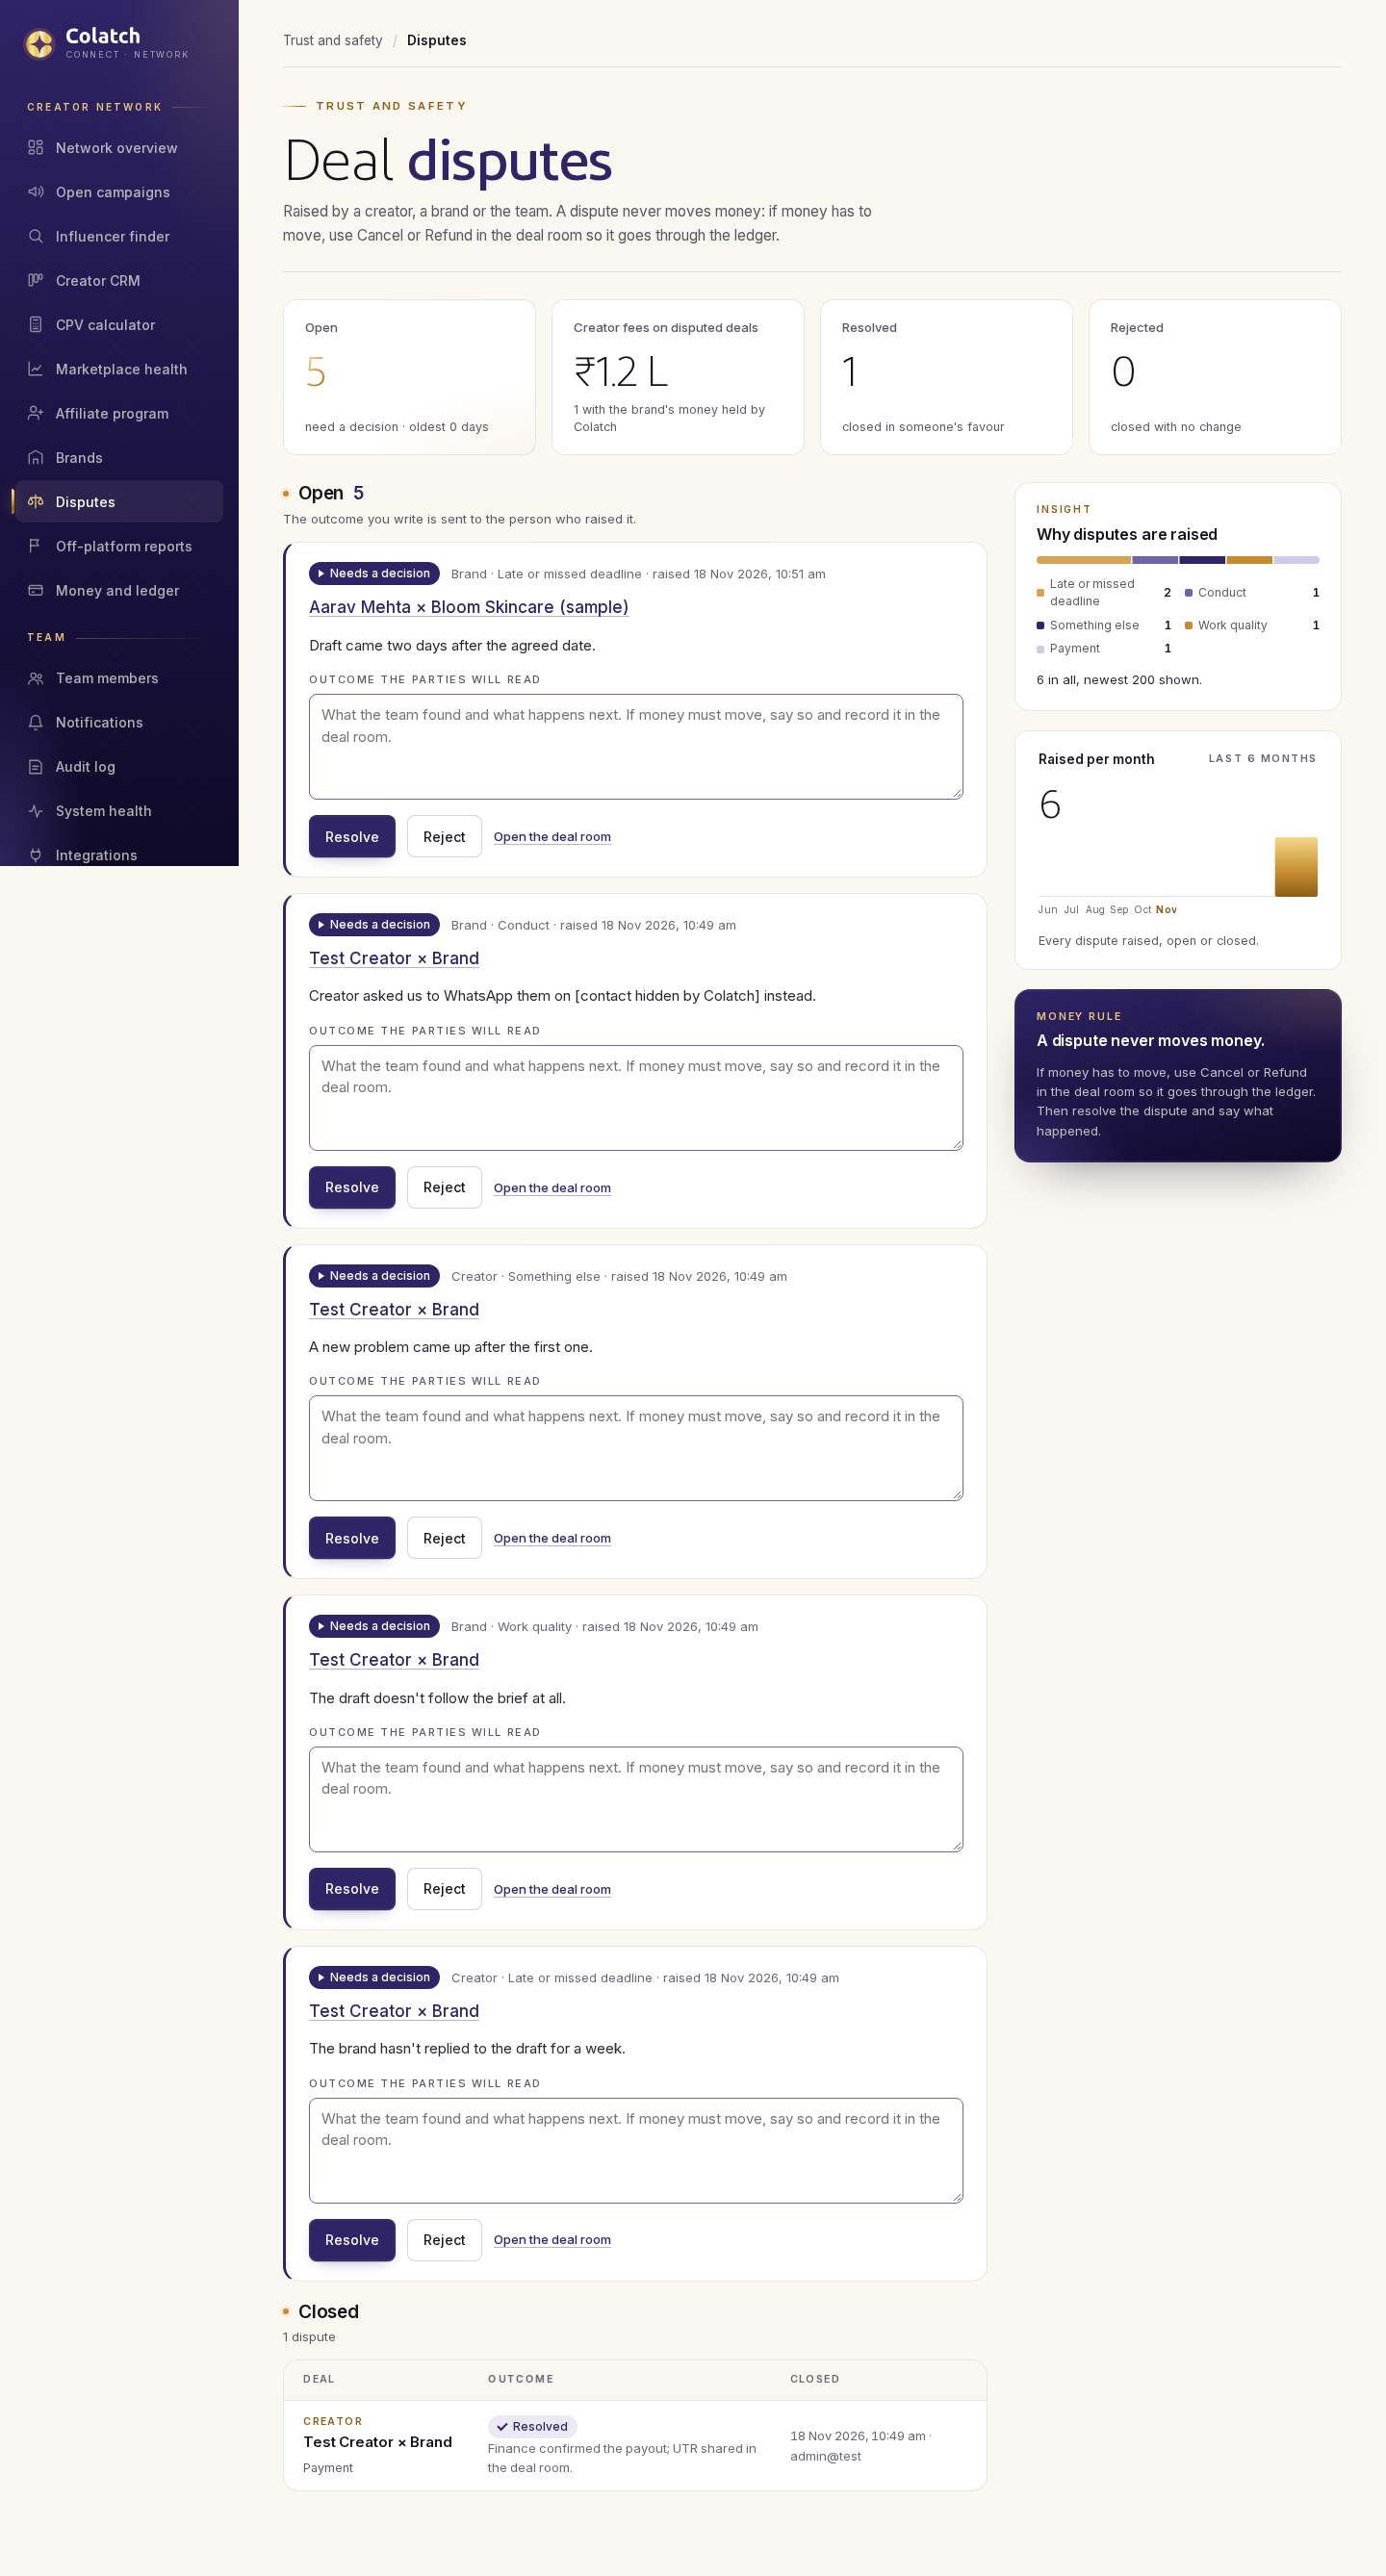 Colatch
CONNECT · NETWORK
CREATOR NETWORK
Network overview
Open campaigns
Influencer finder
Creator CRM
CPV calculator
Marketplace health
Affiliate program
Brands
Disputes
Off-platform reports
Money and ledger
TEAM
Team members
Notifications
Audit log
System health
Integrations
Trust and safety / Disputes
TRUST AND SAFETY
Deal disputes
Raised by a creator, a brand or the team. A dispute never moves money: if money has to
move, use Cancel or Refund in the deal room so it goes through the ledger.
Open
5
need a decision · oldest 0 days
Creator fees on disputed deals
₹1.2 L
1 with the brand's money held by
Colatch
Resolved
1
closed in someone's favour
Rejected
0
closed with no change
Open 5
The outcome you write is sent to the person who raised it.
Needs a decision Brand · Late or missed deadline · raised 18 Nov 2026, 10:51 am
Aarav Mehta × Bloom Skincare (sample)
Draft came two days after the agreed date.
OUTCOME THE PARTIES WILL READ
What the team found and what happens next. If money must move, say so and record it in the
deal room.
Resolve Reject Open the deal room
Needs a decision Brand · Conduct · raised 18 Nov 2026, 10:49 am
Test Creator × Brand
Creator asked us to WhatsApp them on [contact hidden by Colatch] instead.
OUTCOME THE PARTIES WILL READ
What the team found and what happens next. If money must move, say so and record it in the
deal room.
Resolve Reject Open the deal room
Needs a decision Creator · Something else · raised 18 Nov 2026, 10:49 am
Test Creator × Brand
A new problem came up after the first one.
OUTCOME THE PARTIES WILL READ
What the team found and what happens next. If money must move, say so and record it in the
deal room.
Resolve Reject Open the deal room
Needs a decision Brand · Work quality · raised 18 Nov 2026, 10:49 am
Test Creator × Brand
The draft doesn't follow the brief at all.
OUTCOME THE PARTIES WILL READ
What the team found and what happens next. If money must move, say so and record it in the
deal room.
Resolve Reject Open the deal room
Needs a decision Creator · Late or missed deadline · raised 18 Nov 2026, 10:49 am
Test Creator × Brand
The brand hasn't replied to the draft for a week.
OUTCOME THE PARTIES WILL READ
What the team found and what happens next. If money must move, say so and record it in the
deal room.
Resolve Reject Open the deal room
Closed
1 dispute
DEAL OUTCOME CLOSED
CREATOR
Test Creator × Brand
Payment
Resolved
Finance confirmed the payout; UTR shared in
the deal room.
18 Nov 2026, 10:49 am ·
admin@test
INSIGHT
Why disputes are raised
Late or missed
deadline 2
Conduct 1
Something else 1
Work quality 1
Payment 1
6 in all, newest 200 shown.
Raised per month LAST 6 MONTHS
6
Jun Jul Aug Sep Oct Nov
Every dispute raised, open or closed.
MONEY RULE
A dispute never moves money.
If money has to move, use Cancel or Refund
in the deal room so it goes through the ledger.
Then resolve the dispute and say what
happened.